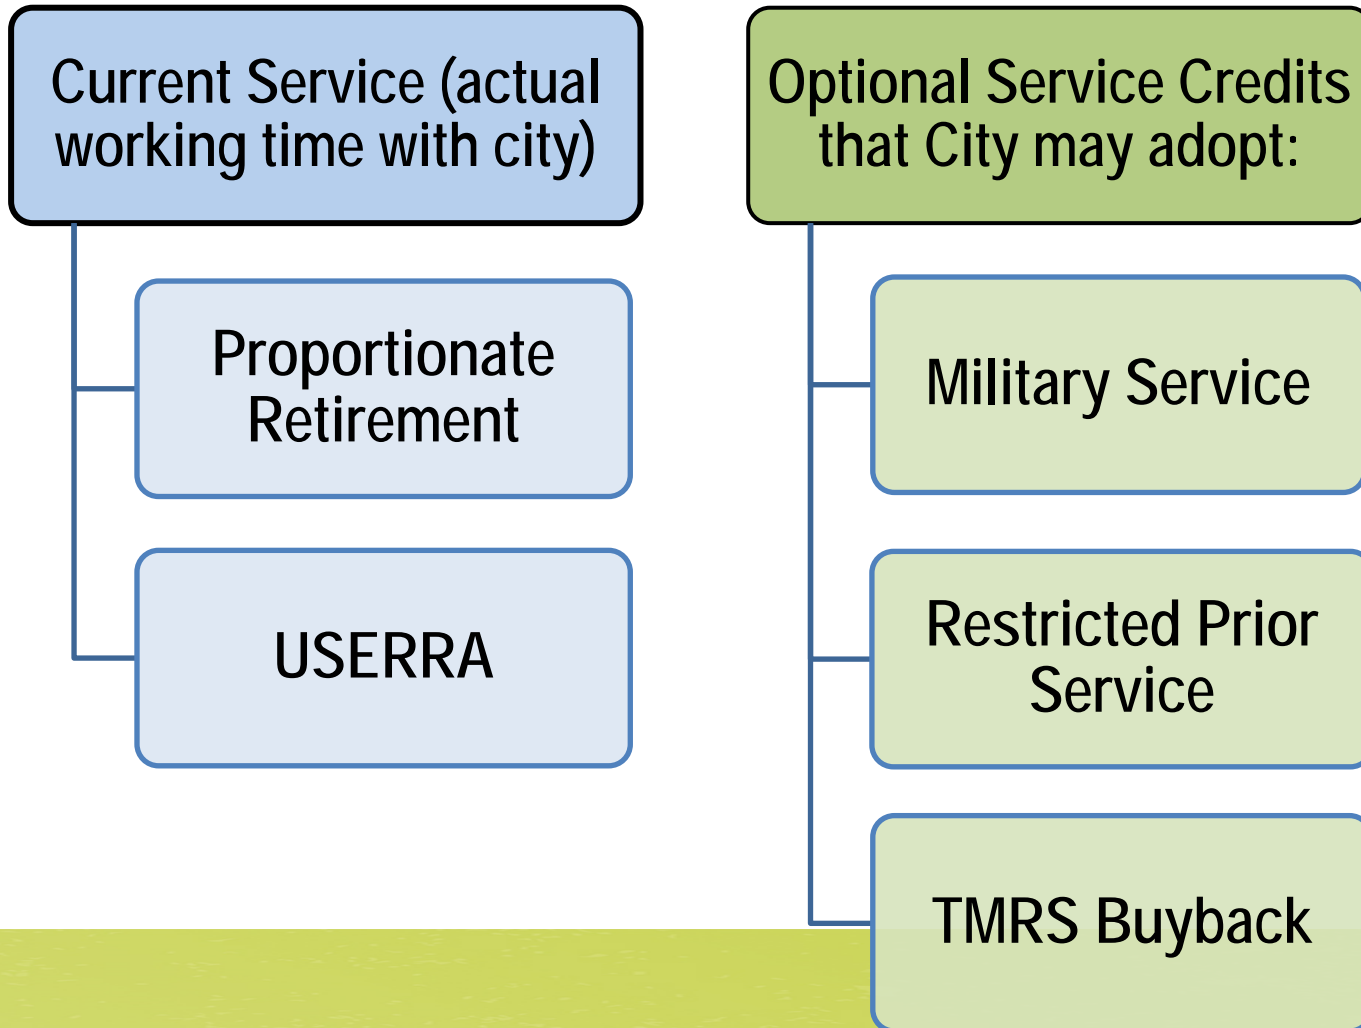 Current Service (actual
working time with city)
Proportionate
Retirement
USERRA
Optional Service Credits
that City may adopt:
Military Service
Restricted Prior
Service
TMRS Buyback